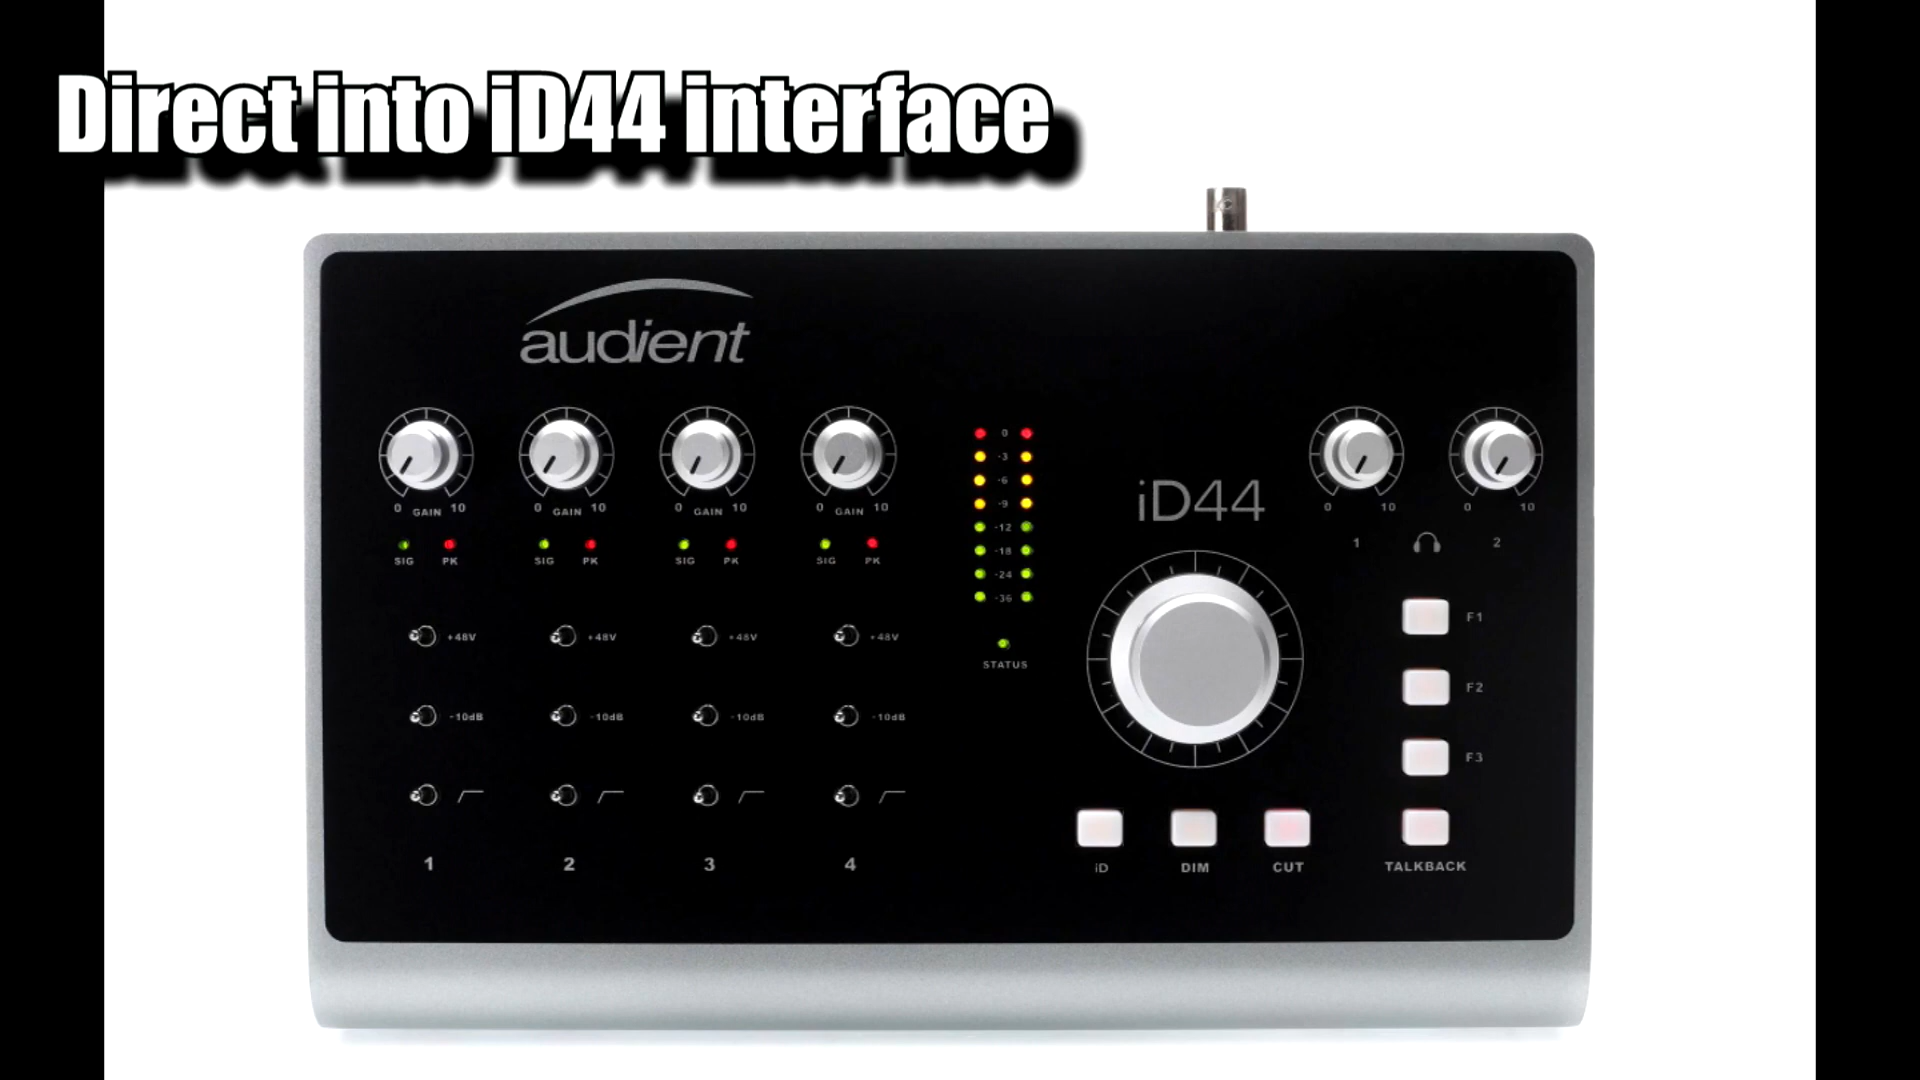 Direct into iD44 interface
audient
0 GAIN 10 0 GAIN 10 0 GAIN 10 0 GAIN 10
SIG PK SIG PK SIG PK SIG PK
+48V +48V +48V +48V
-10dB -10dB -10dB -10dB
1 2 3 4
0
-3
-6
-9
-12
-18
-24
-36
STATUS
iD44
0 10 0 10
1 2
F1
F2
F3
iD DIM CUT TALKBACK